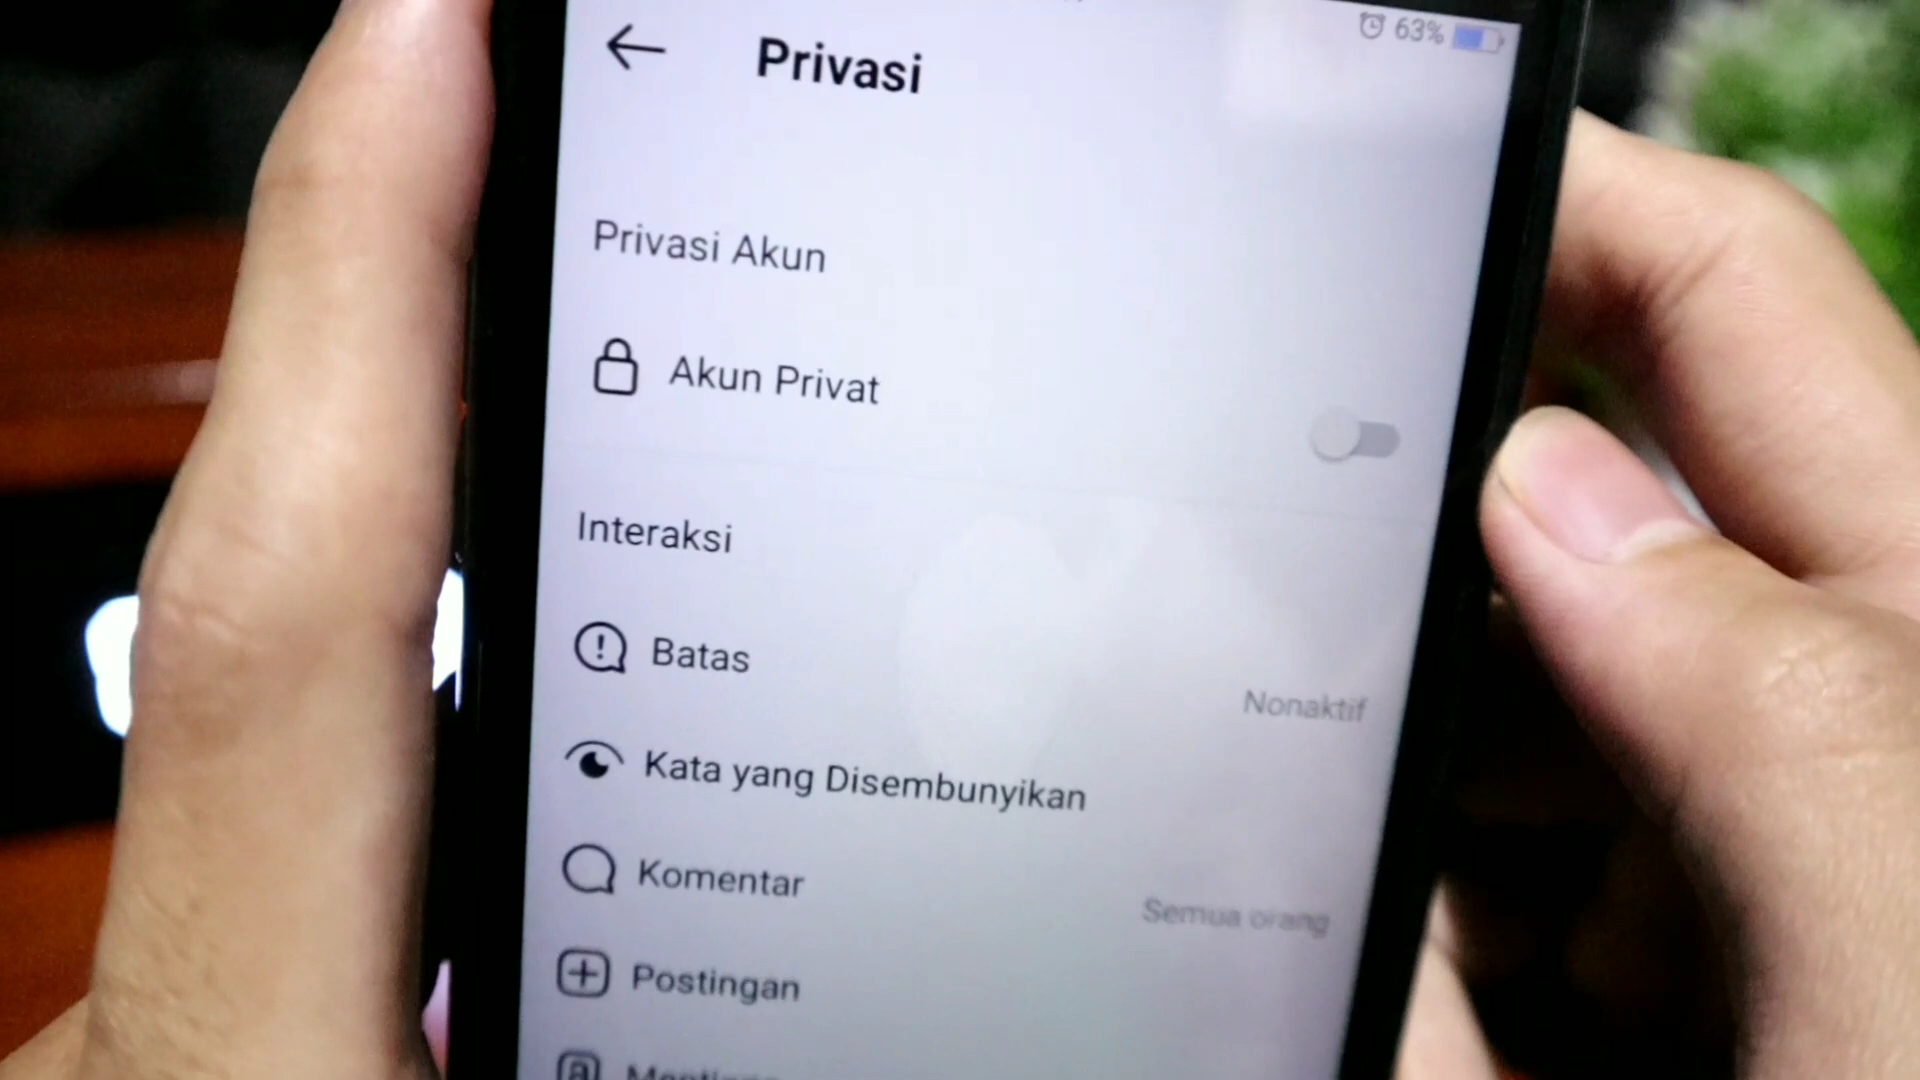 63%
Privasi
Privasi Akun
Akun Privat
Interaksi
Batas
Nonaktif
Kata yang Disembunyikan
Komentar
Semua orang
Postingan